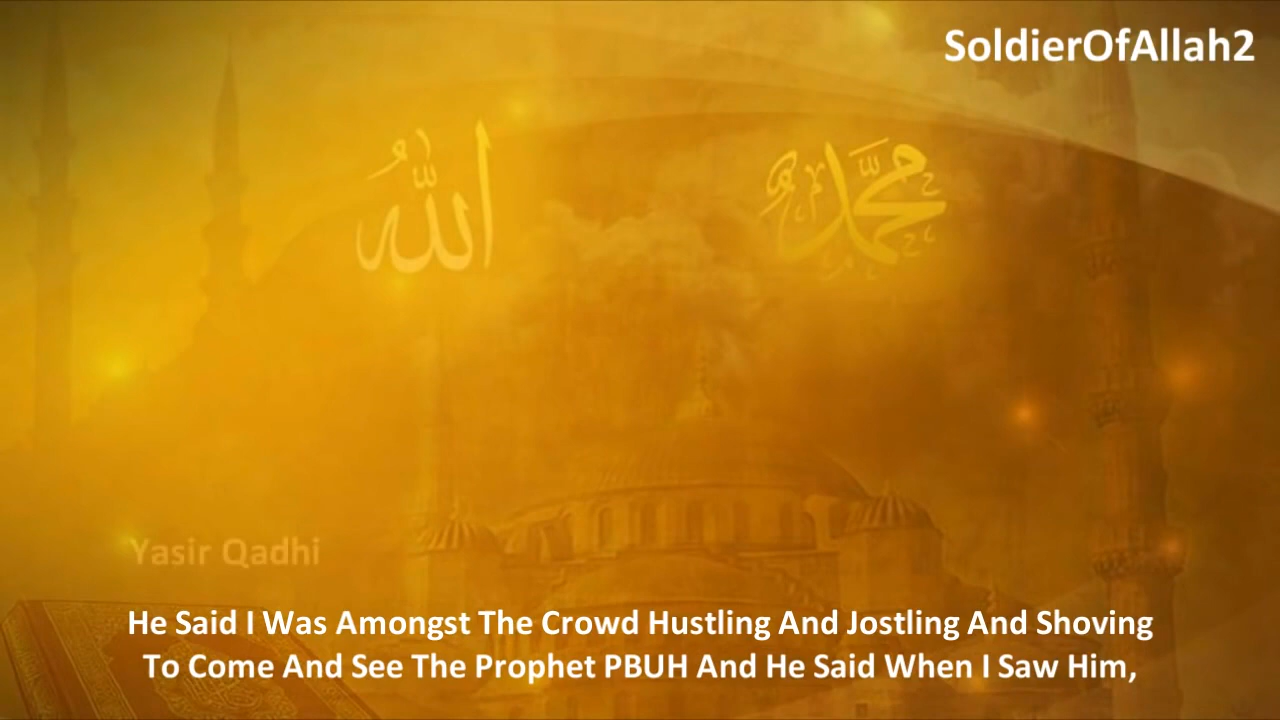 SoldierOfAllah2
اللهُ
محمد
Yasir Qadhi
He Said I Was Amongst The Crowd Hustling And Jostling And Shoving
To Come And See The Prophet PBUH And He Said When I Saw Him,